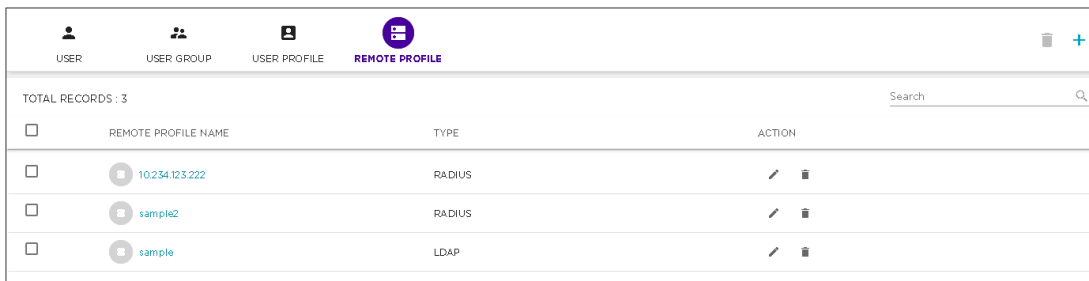 USER USER GROUP USER PROFILE REMOTE PROFILE
TOTAL RECORDS : 3 Search
REMOTE PROFILE NAME TYPE ACTION
10.234.123.222 RADIUS
sample2 RADIUS
sample LDAP